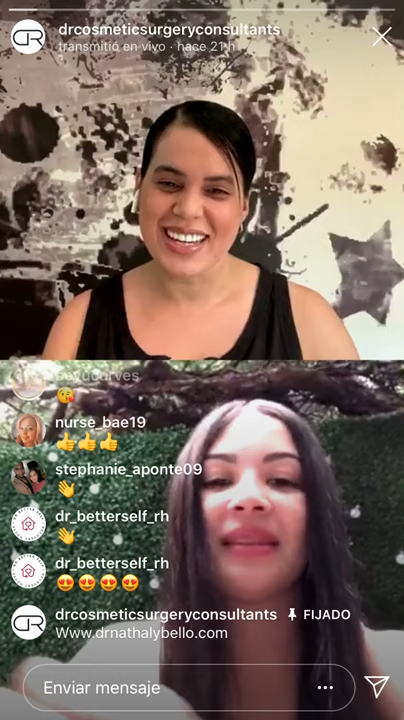 drcosmeticsurgeryconsultants
transmitió en vivo · hace 21 h
nurse_bae19
👍👍👍
stephanie_aponte09
👋
dr_betterself_rh
👋
dr_betterself_rh
😍😍😍😍
drcosmeticsurgeryconsultants FIJADO
Www.drnathalybello.com
Enviar mensaje